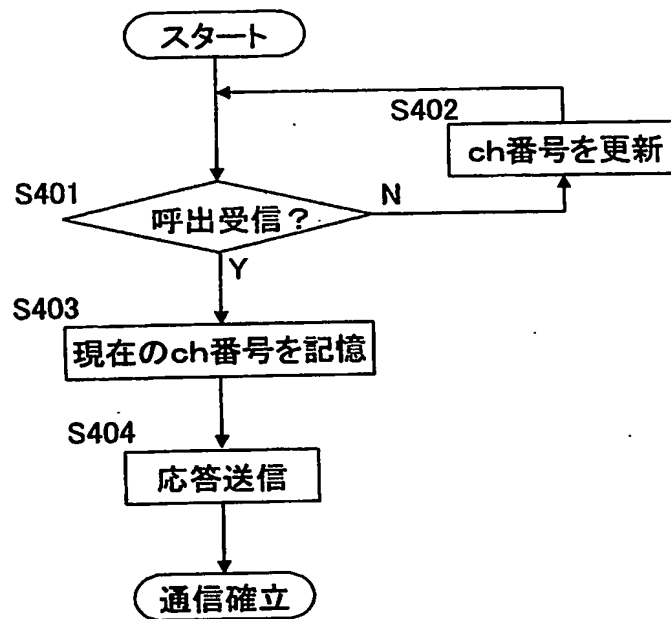 スタート
S402
ch番号を更新
S401
呼出受信?
N
Y
S403
現在のch番号を記憶
S404
応答送信
通信確立